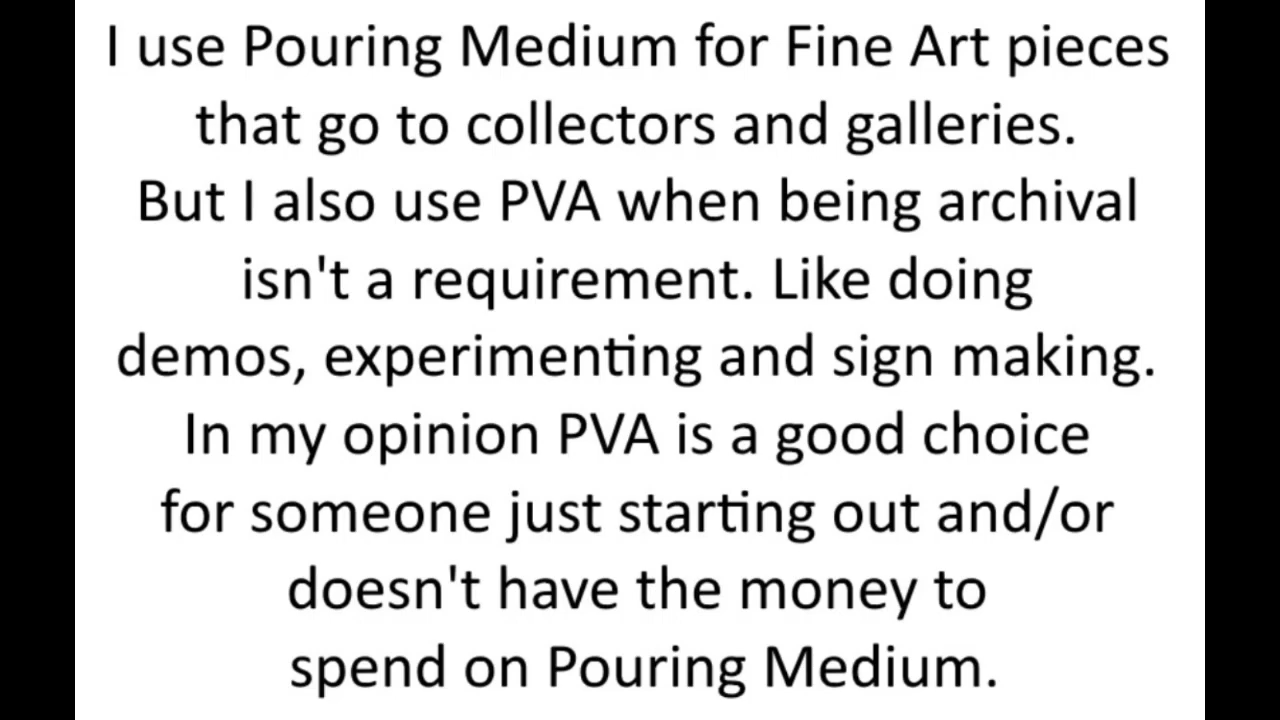 I use Pouring Medium for Fine Art pieces
that go to collectors and galleries.
But I also use PVA when being archival
isn't a requirement. Like doing
demos, experimenting and sign making.
In my opinion PVA is a good choice
for someone just starting out and/or
doesn't have the money to
spend on Pouring Medium.